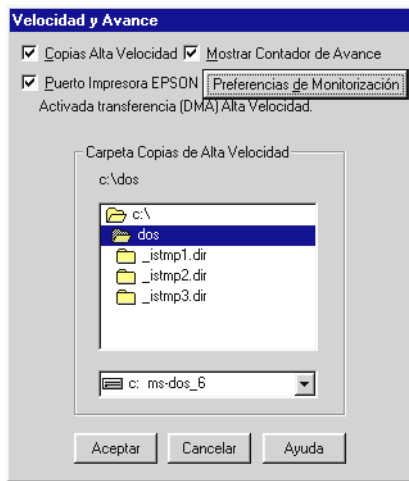 Velocidad y Avance
Copias Alta Velocidad Mostrar Contador de Avance
Puerto Impresora EPSON Preferencias de Monitorización
Activada transferencia (DMA) Alta Velocidad.
Carpeta Copias de Alta Velocidad
c:\dos
c:\
dos
_istmp1.dir
_istmp2.dir
_istmp3.dir
c: ms-dos_6
Aceptar Cancelar Ayuda